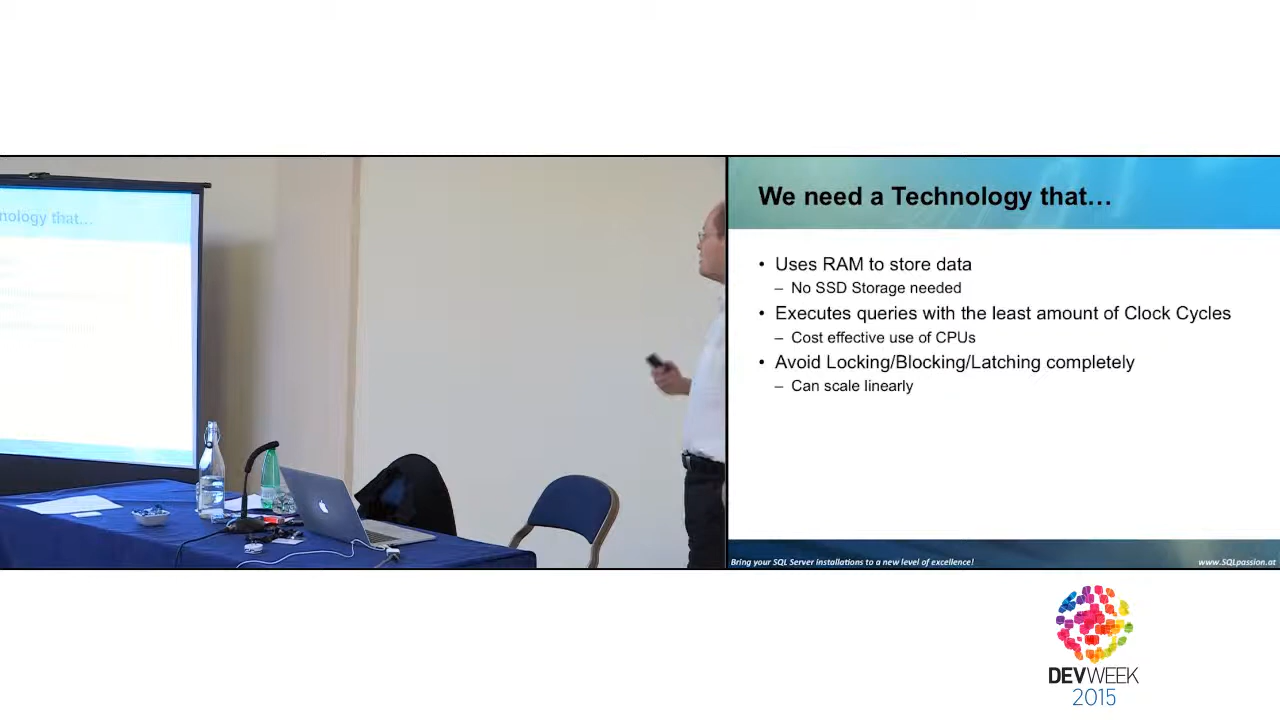 nology that...
We need a Technology that...
• Uses RAM to store data
– No SSD Storage needed
• Executes queries with the least amount of Clock Cycles
– Cost effective use of CPUs
• Avoid Locking/Blocking/Latching completely
– Can scale linearly
Bring your SQL Server installations to a new level of excellence!
www.SQLpassion.at
DEVWEEK
2015